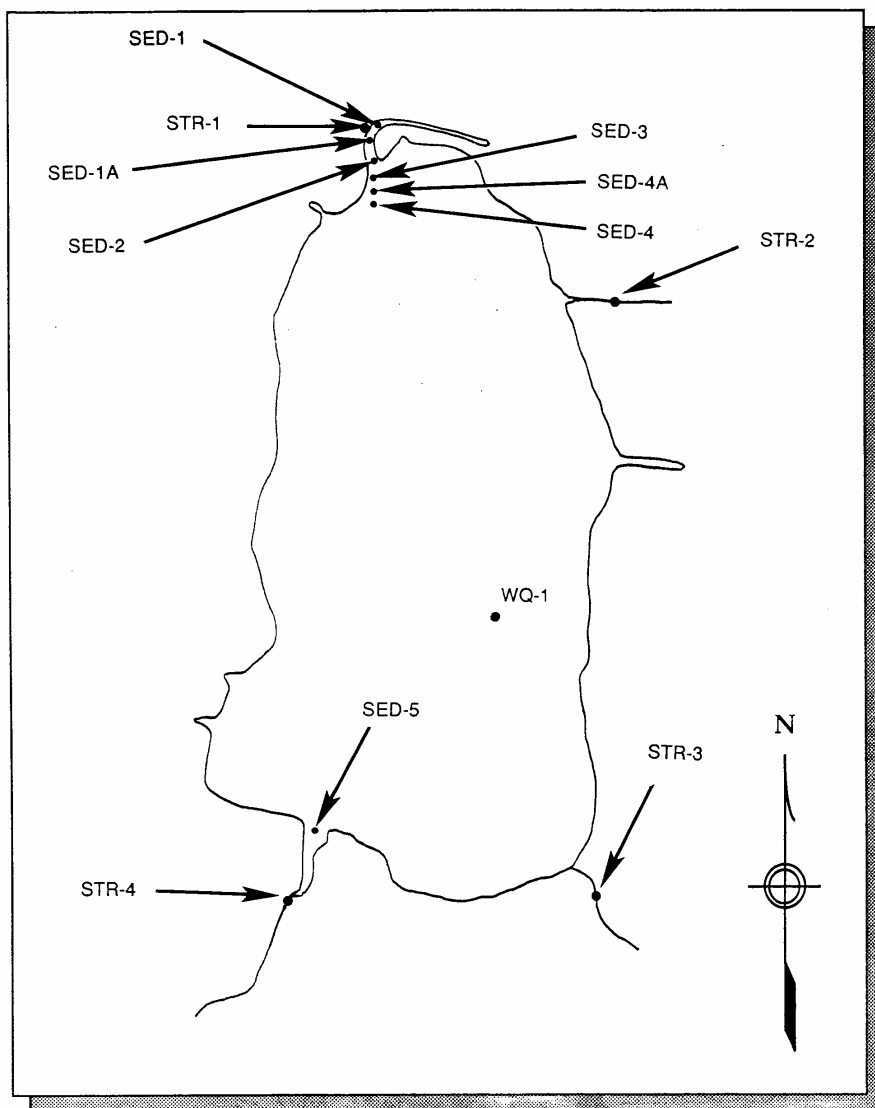 SED-1
STR-1
SED-3
SED-1A
SED-4A
SED-2
SED-4
STR-2
WQ-1
SED-5
N
STR-3
STR-4